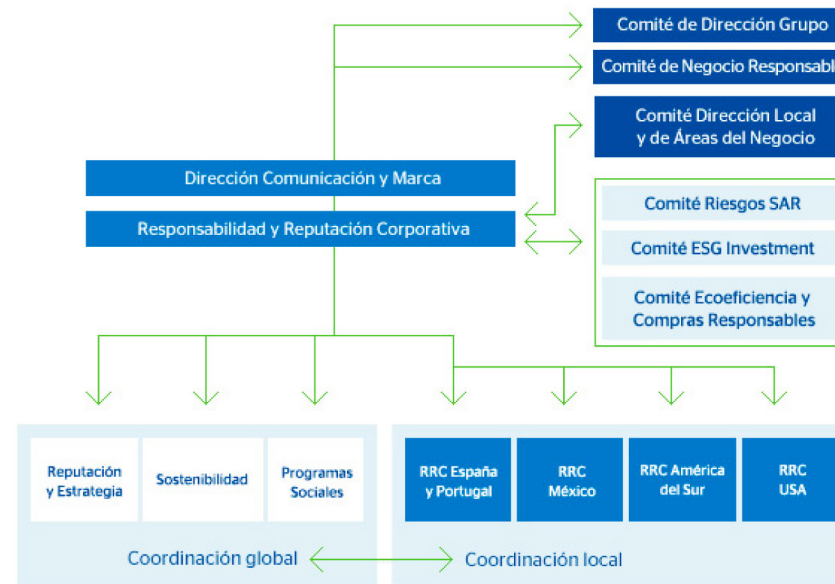 Comité de Dirección Grupo
Comité de Negocio Responsabl
Comité Dirección Local
y de Áreas del Negocio
Dirección Comunicación y Marca
Responsabilidad y Reputación Corporativa
Comité Riesgos SAR
Comité ESG Investment
Comité Ecoeficiencia y
Compras Responsables
Reputación
y Estrategia
Sostenibilidad
Programas
Sociales
RRC España
y Portugal
RRC
México
RRC América
del Sur
RRC
USA
Coordinación global
Coordinación local